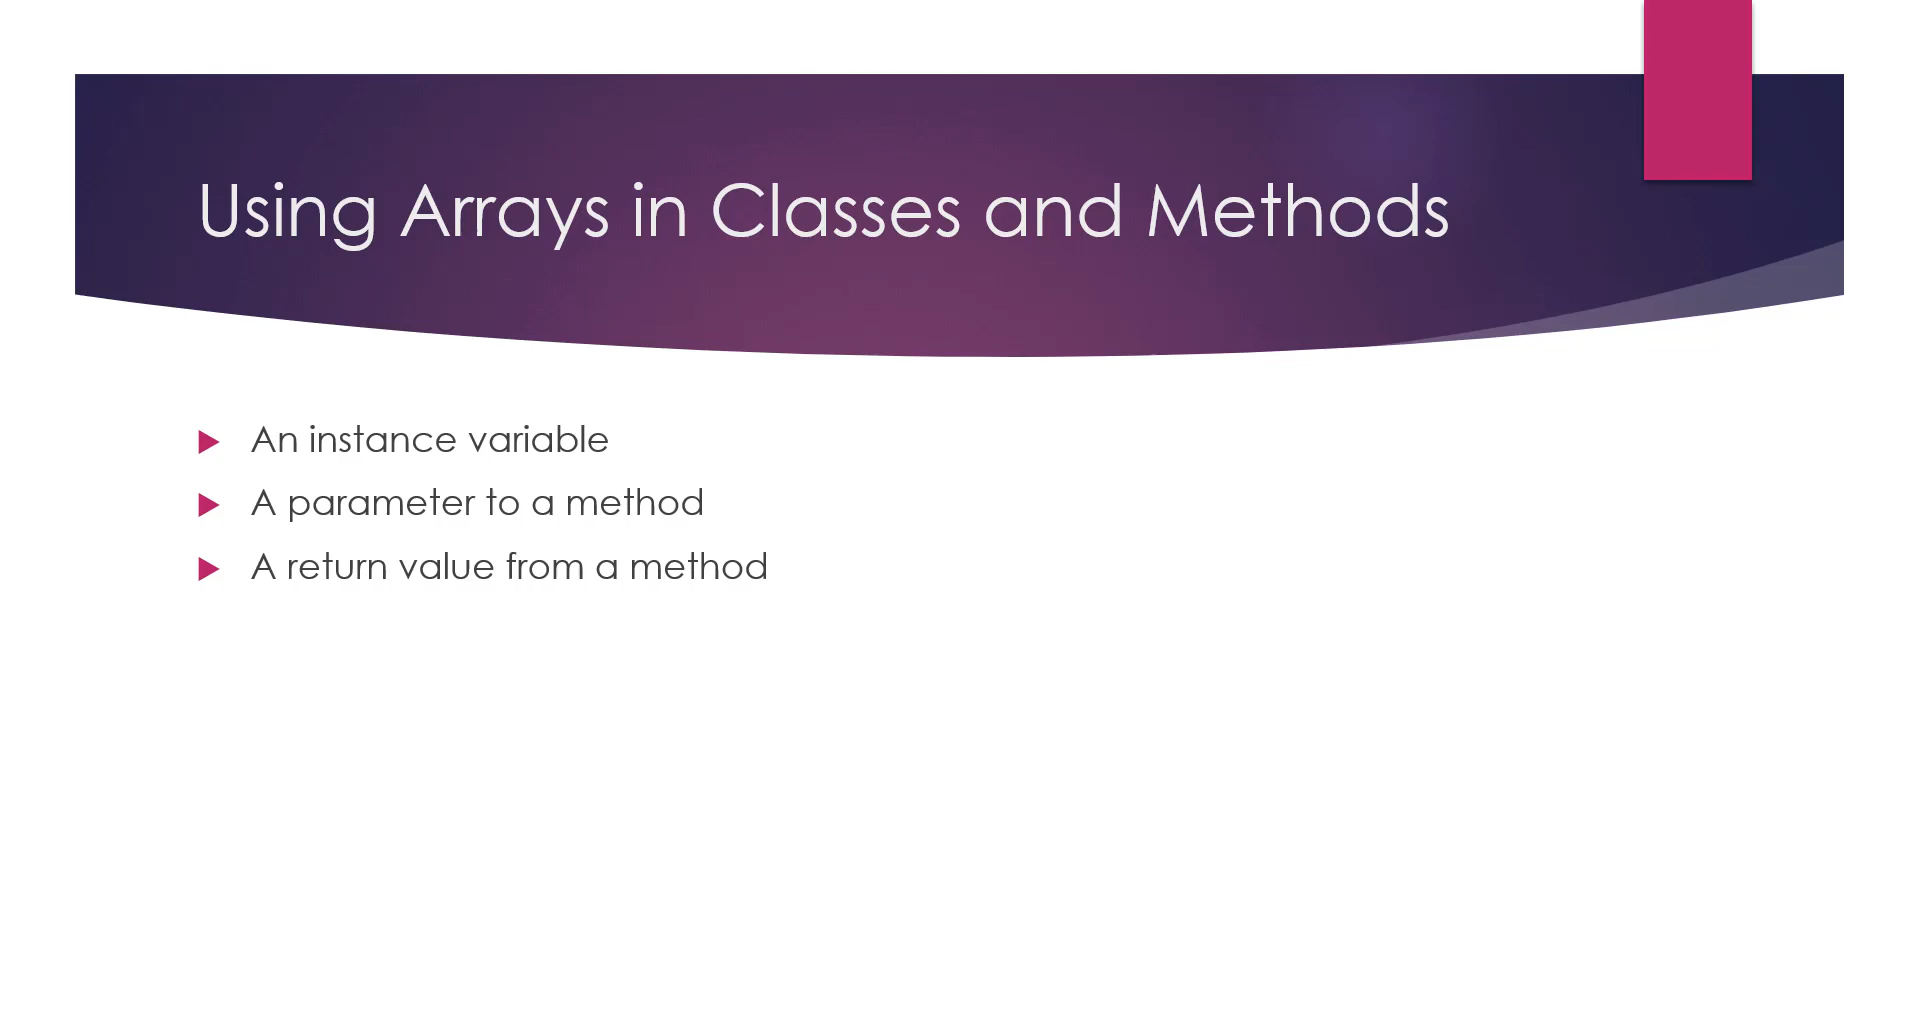 Using Arrays in Classes and Methods
An instance variable
A parameter to a method
A return value from a method